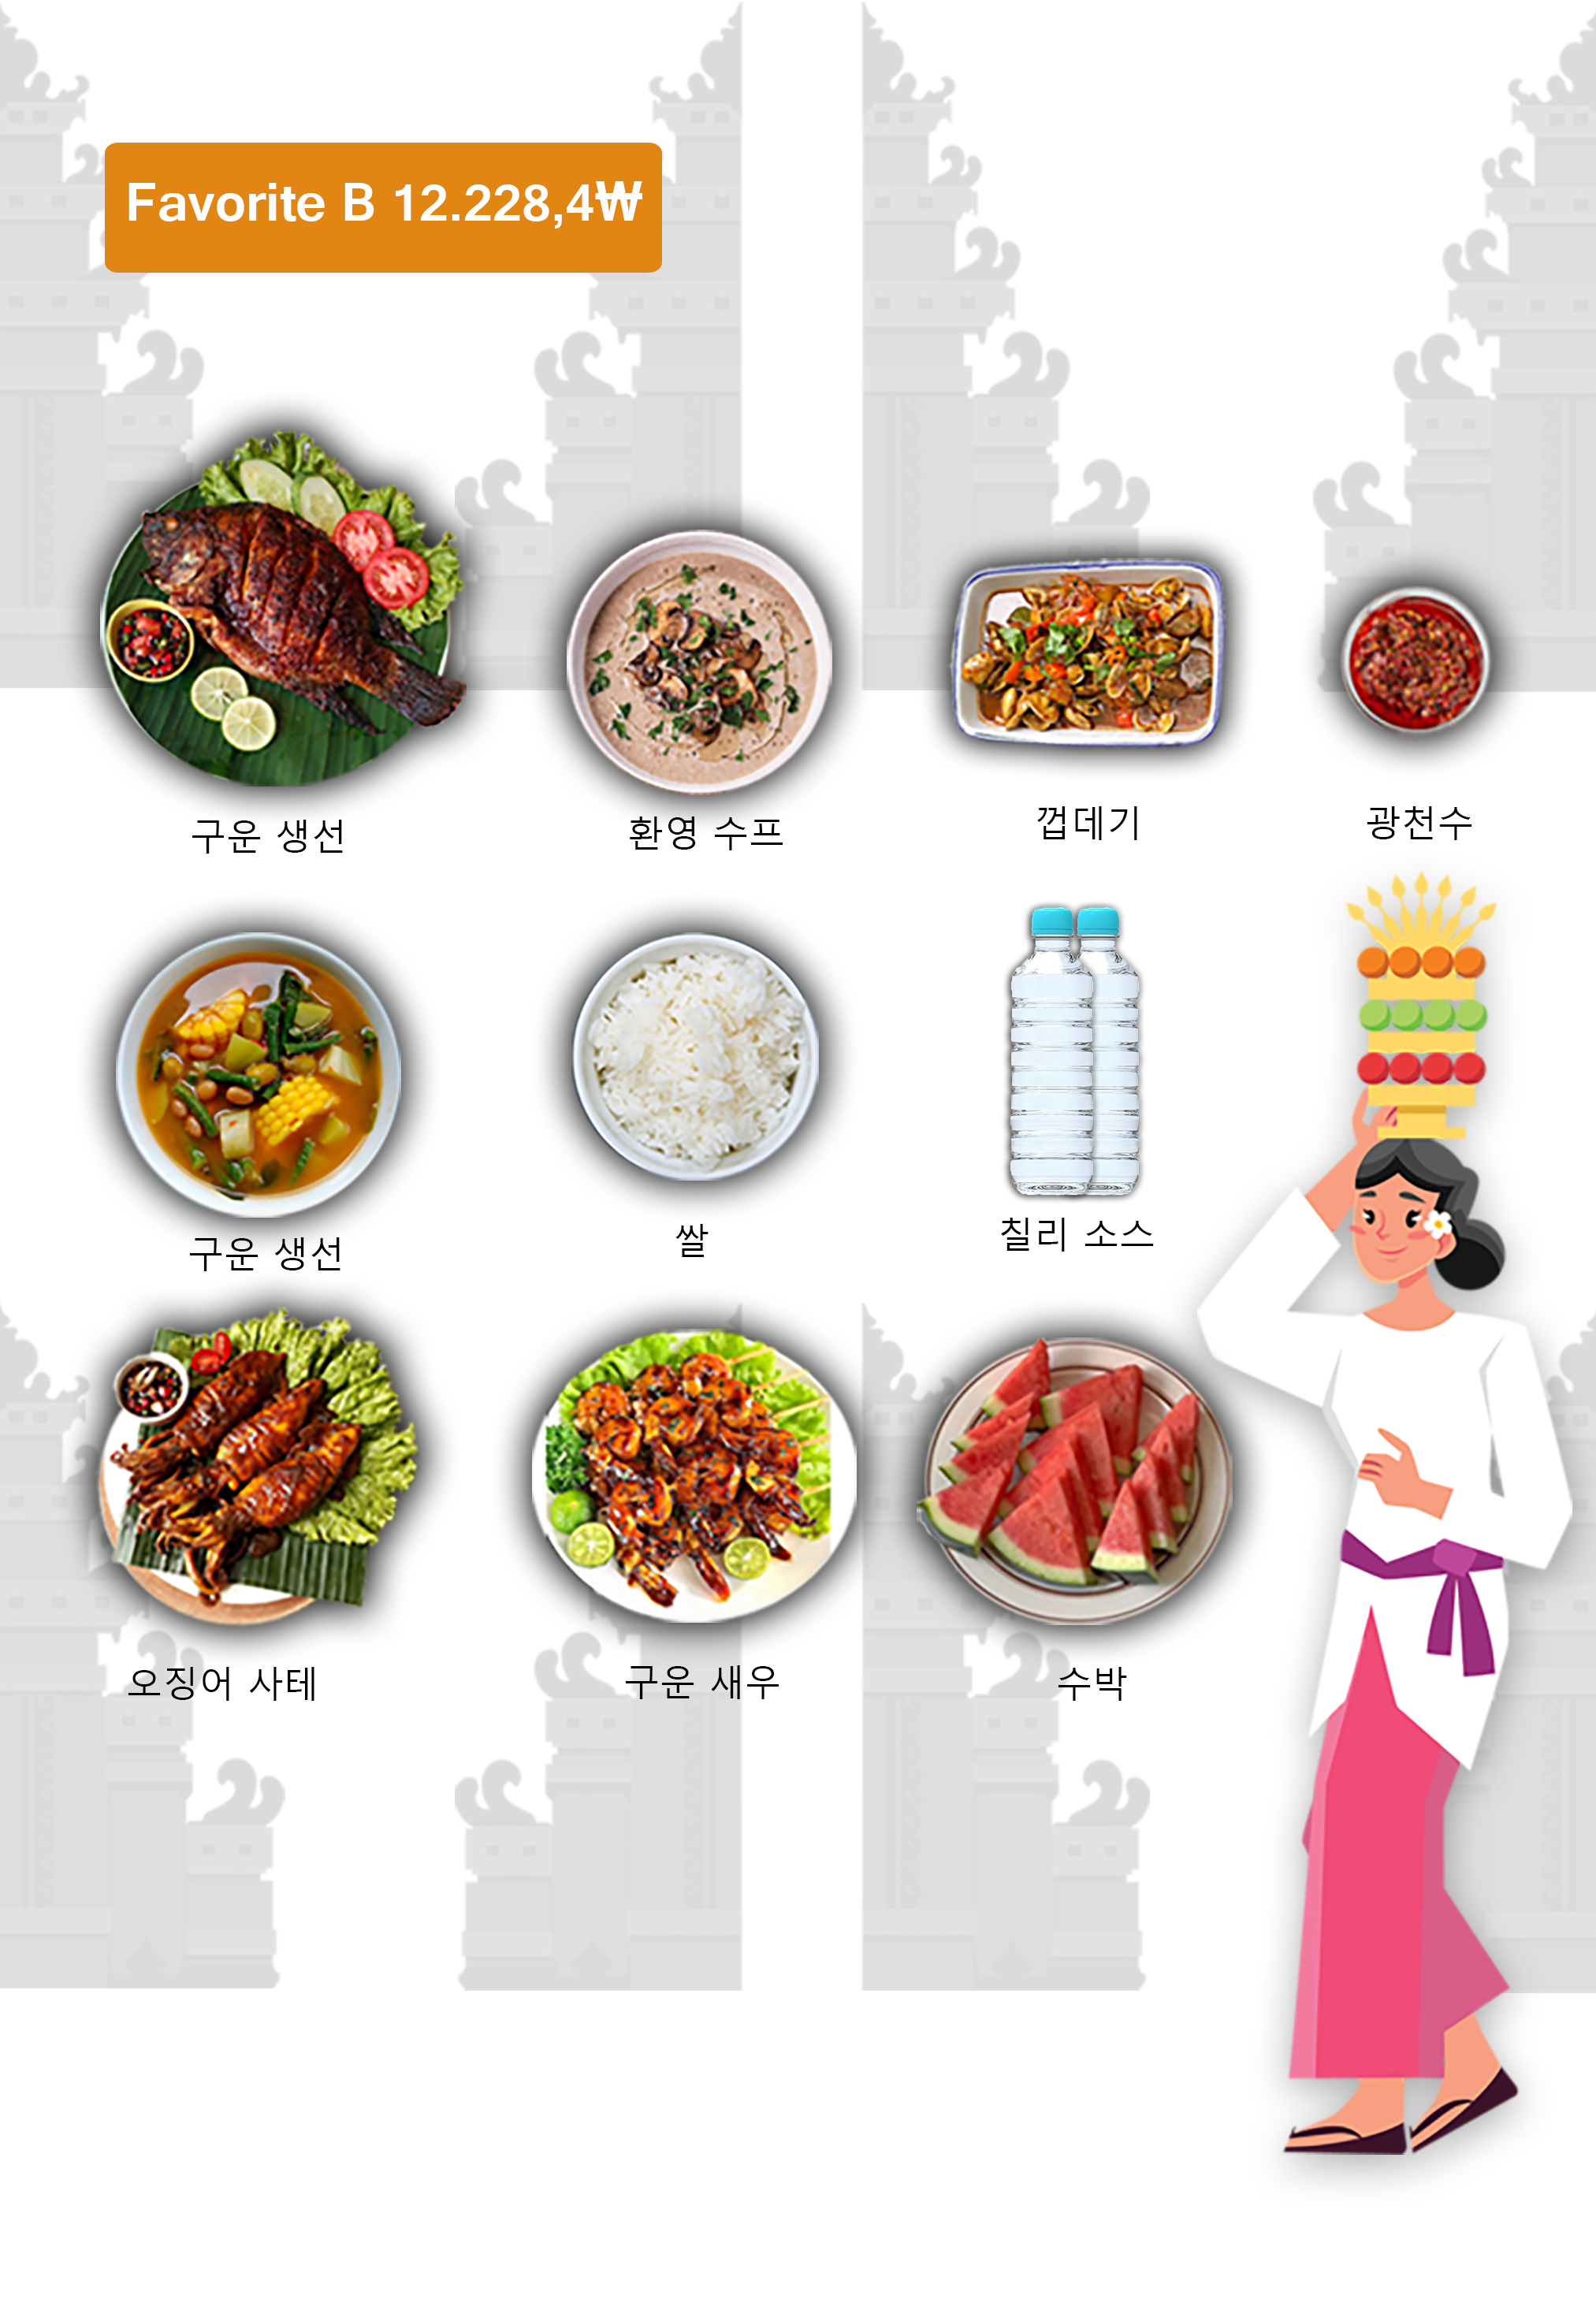 Favorite B 12.228,4₩
구운 생선
환영 수프
껍데기
광천수
구운 생선
쌀
칠리 소스
오징어 사테
구운 새우
수박